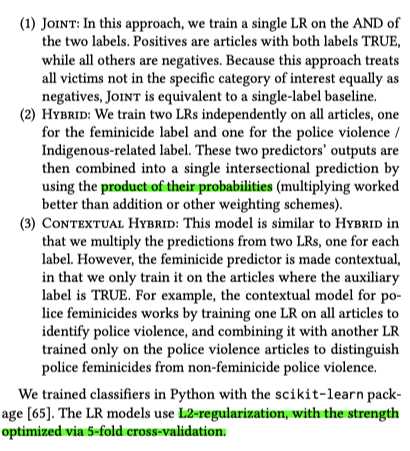 (1) JOINT: In this approach, we train a single LR on the AND of
the two labels. Positives are articles with both labels TRUE,
while all others are negatives. Because this approach treats
all victims not in the specific category of interest equally as
negatives, JOINT is equivalent to a single-label baseline.
(2) HYBRID: We train two LRs independently on all articles, one
for the feminicide label and one for the police violence /
Indigenous-related label. These two predictors' outputs are
then combined into a single intersectional prediction by
using the product of their probabilities (multiplying worked
better than addition or other weighting schemes).
(3) CONTEXTUAL HYBRID: This model is similar to HYBRID in
that we multiply the predictions from two LRs, one for each
label. However, the feminicide predictor is made contextual,
in that we only train it on the articles where the auxiliary
label is TRUE. For example, the contextual model for po-
lice feminicides works by training one LR on all articles to
identify police violence, and combining it with another LR
trained only on the police violence articles to distinguish
police feminicides from non-feminicide police violence.
We trained classifiers in Python with the scikit-learn pack-
age [65]. The LR models use L2-regularization, with the strength
optimized via 5-fold cross-validation.